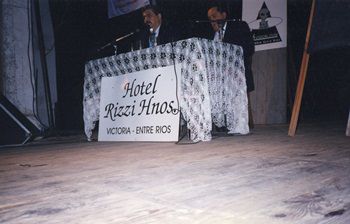 Hotel
Rizzi Hnos.
VICTORIA - ENTRE RIOS